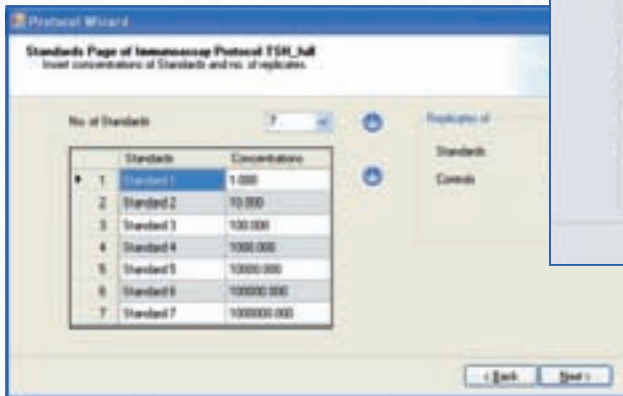 Protocol Wizard
Standards Page of Immunoassay Protocol TSH_full
Insert concentrations of Standards and no. of replicates.
No. of Standards 7
Replicates of
Standards
Controls
Standards Concentrations
1 Standard 1 1.000
2 Standard 2 10.000
3 Standard 3 100.000
4 Standard 4 1000.000
5 Standard 5 10000.000
6 Standard 6 100000.000
7 Standard 7 1000000.000
< Back Next >